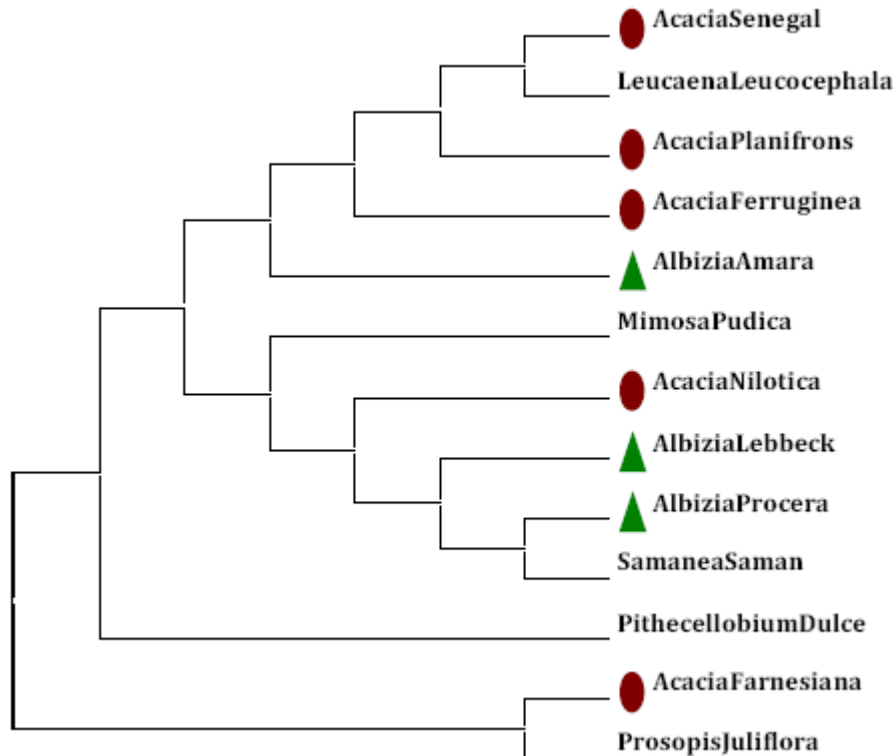 AcaciaSenegal
LeucaenaLeucocephala
AcaciaPlanifrons
AcaciaFerruginea
AlbiziaAmara
MimosaPudica
AcaciaNilotica
AlbiziaLebbeck
AlbiziaProcera
SamaneaSaman
PithecellobiumDulce
AcaciaFarnesiana
ProsopisJuliflora